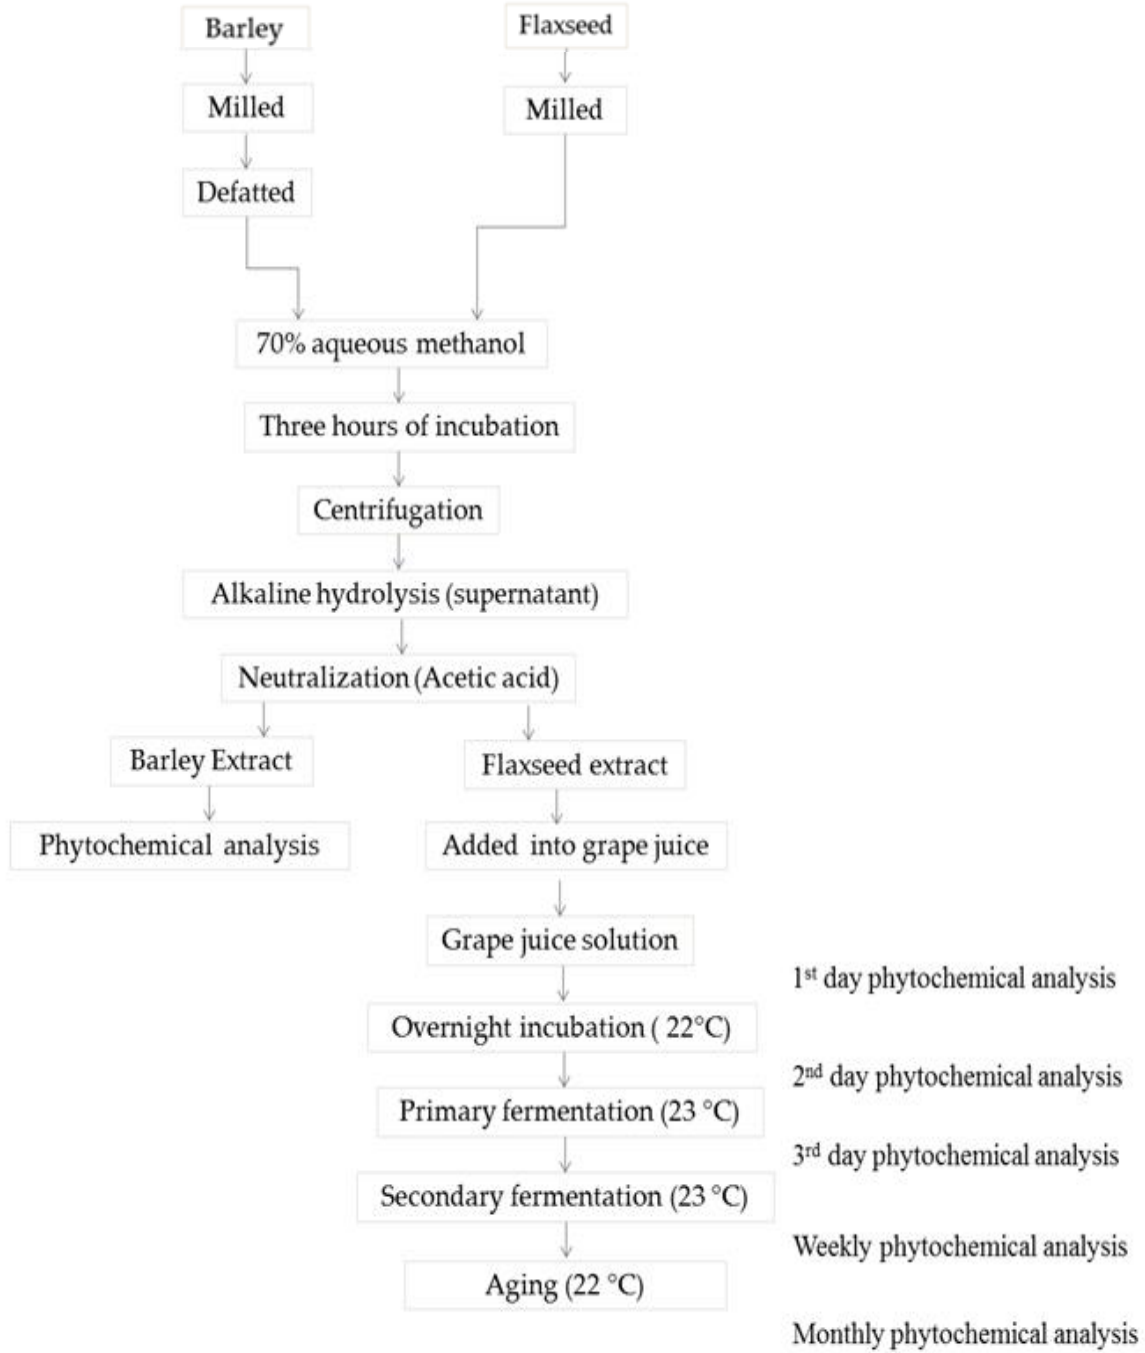 Barley
Flaxseed
Milled
Milled
Defatted
70% aqueous methanol
Three hours of incubation
Centrifugation
Alkaline hydrolysis (supernatant)
Neutralization (Acetic acid)
Barley Extract
Flaxseed extract
Phytochemical analysis
Added into grape juice
Grape juice solution
1st day phytochemical analysis
Overnight incubation ( 22°C)
2nd day phytochemical analysis
Primary fermentation (23 °C)
3rd day phytochemical analysis
Secondary fermentation (23 °C)
Weekly phytochemical analysis
Aging (22 °C)
Monthly phytochemical analysis